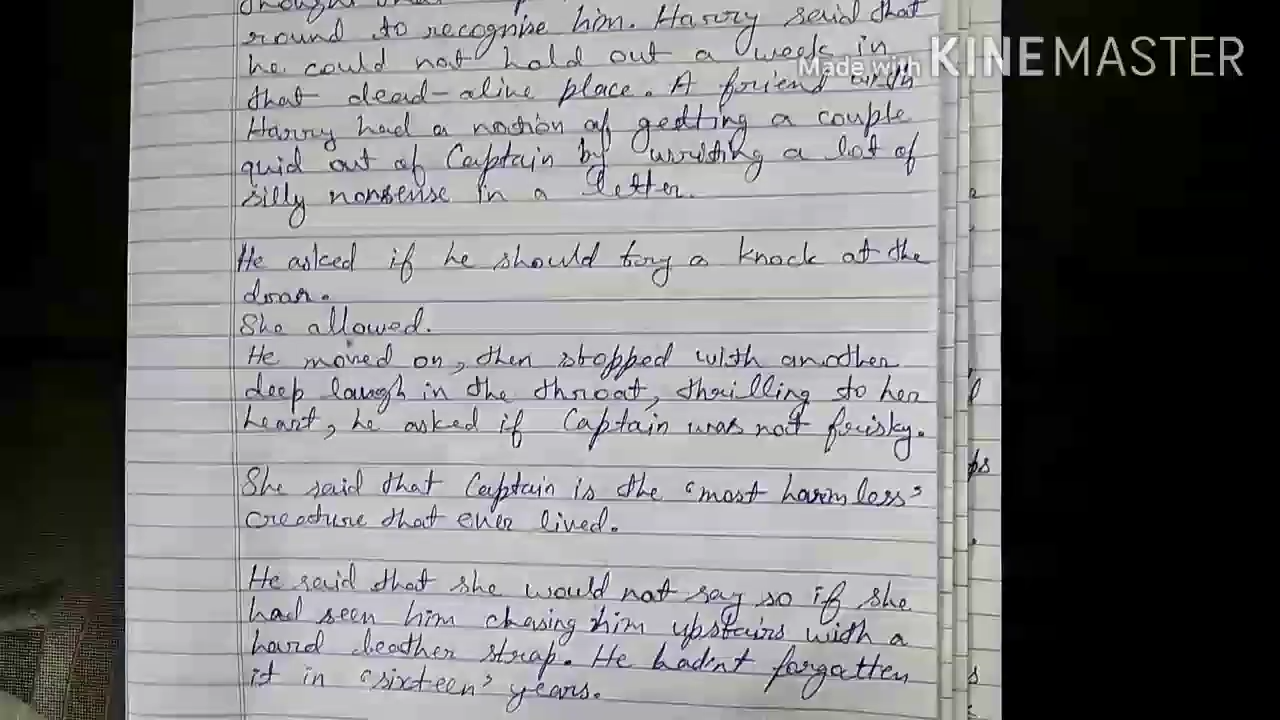 thought that
round to recognise him. Harry said that
he could not hold out a week in
that dead-alive place. A friend with
Harry had a notion of getting a couple
quid out of Captain by writing a lot of
silly nonsense in a letter.
He asked if he should try a knock at the
door.
She allowed.
He moved on, then stopped with another
deep laugh in the throat, thrilling to her
heart, he asked if Captain was not frisky.
She said that Captain is the "most harmless"
creature that ever lived.
He said that she would not say so if she
had seen him chasing him upstairs with a
hard leather strap. He hadn't forgotten
it in "sixteen" years.
Made with KINEMASTER